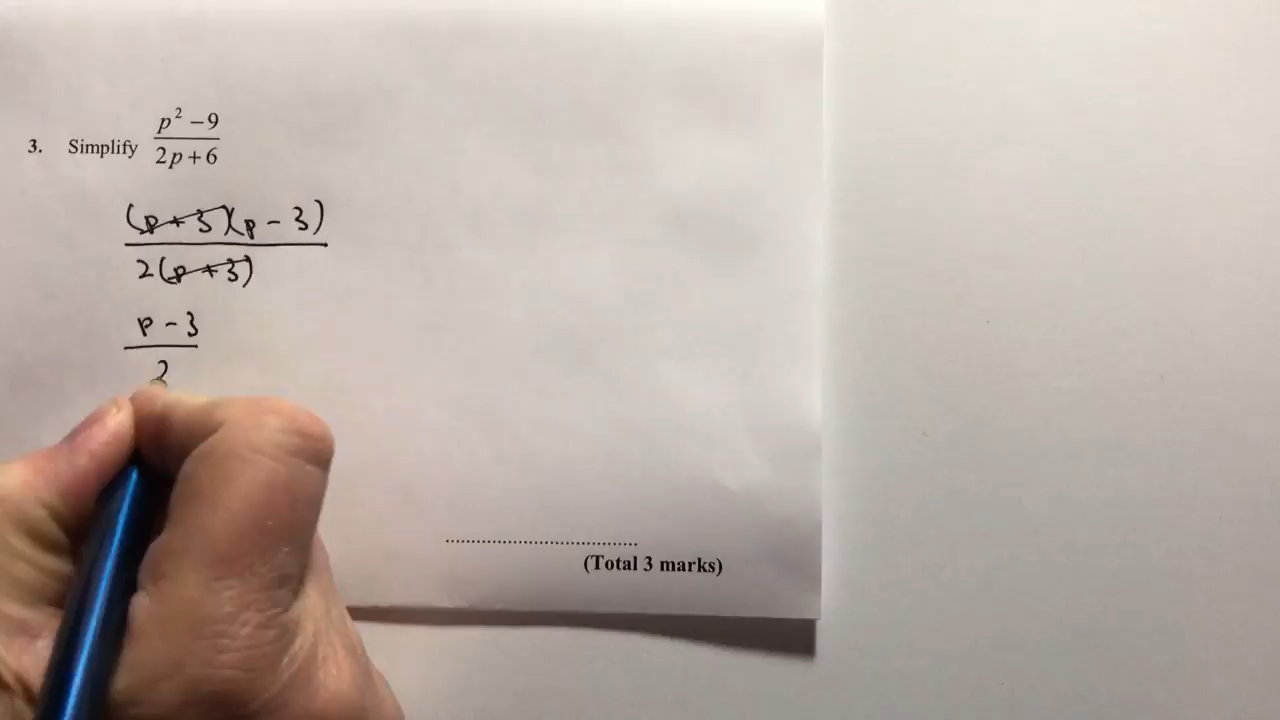 3. Simplify p² − 9
2p + 6
(p + 3)(p − 3)
2(p + 3)
p − 3
2
........................................
(Total 3 marks)